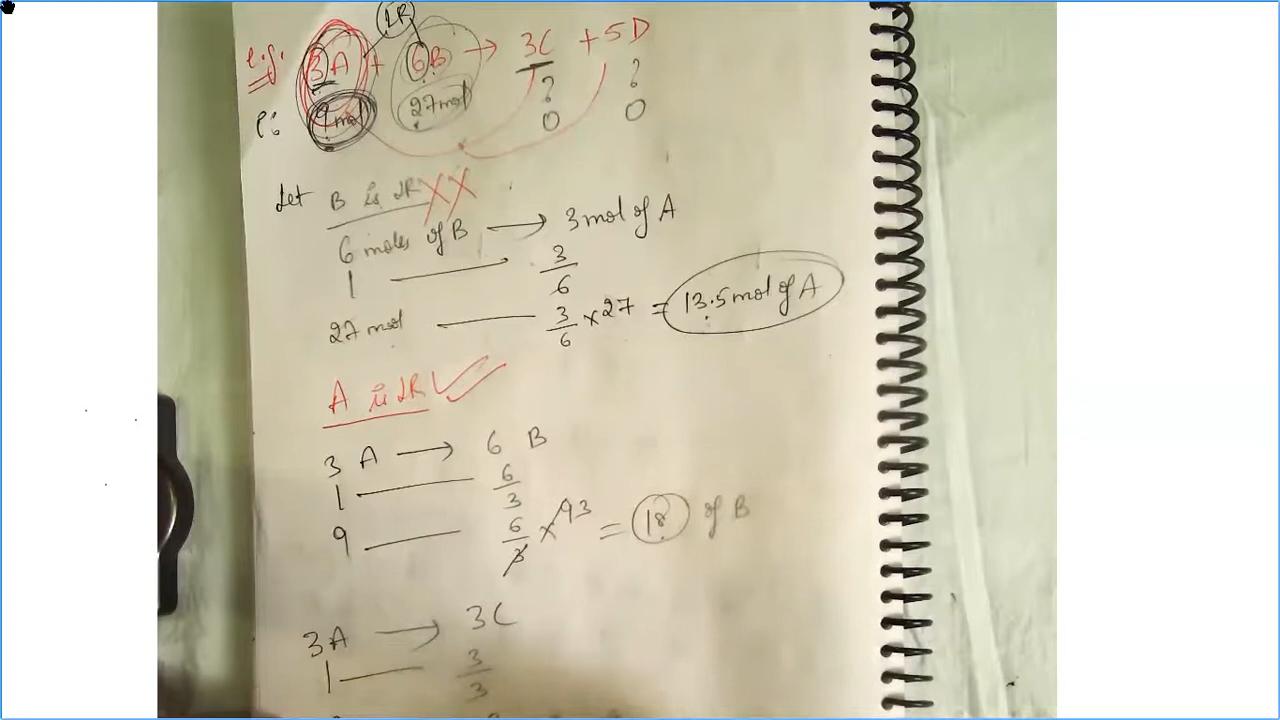 LR
e.g. 3A + 6B → 3C + 5D
9 mol 27 mol ? ?
0 0
Let B is LR XX
6 moles of B → 3 mol of A
1 — 3/6
27 mol — 3/6 × 27 = 13.5 mol of A
A is LR ✓✓
3 A → 6 B
1 — 6/3
9 — 6/3 × 9 3 = 18 of B
3A → 3C
1 — 3/3